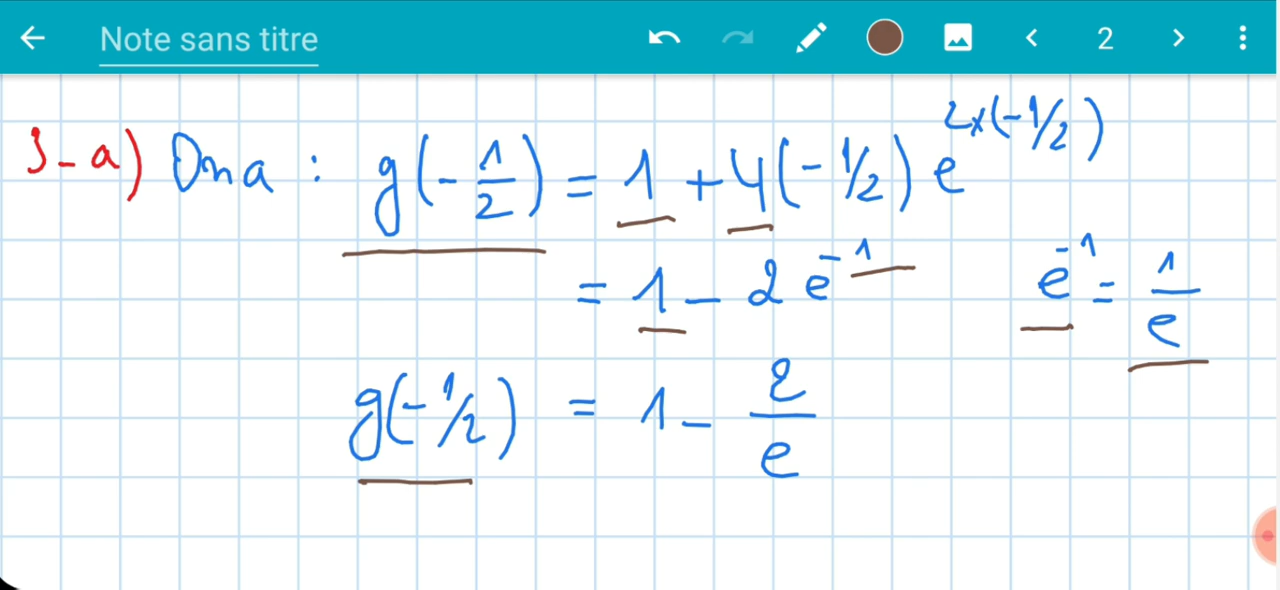 Note sans titre 2
3-a) On a : g(-1/2) = 1 + 4(-1/2) e^2×(-1/2)
= 1 - 2 e^-1 e^-1 = 1/e
g(-1/2) = 1 - 2/e